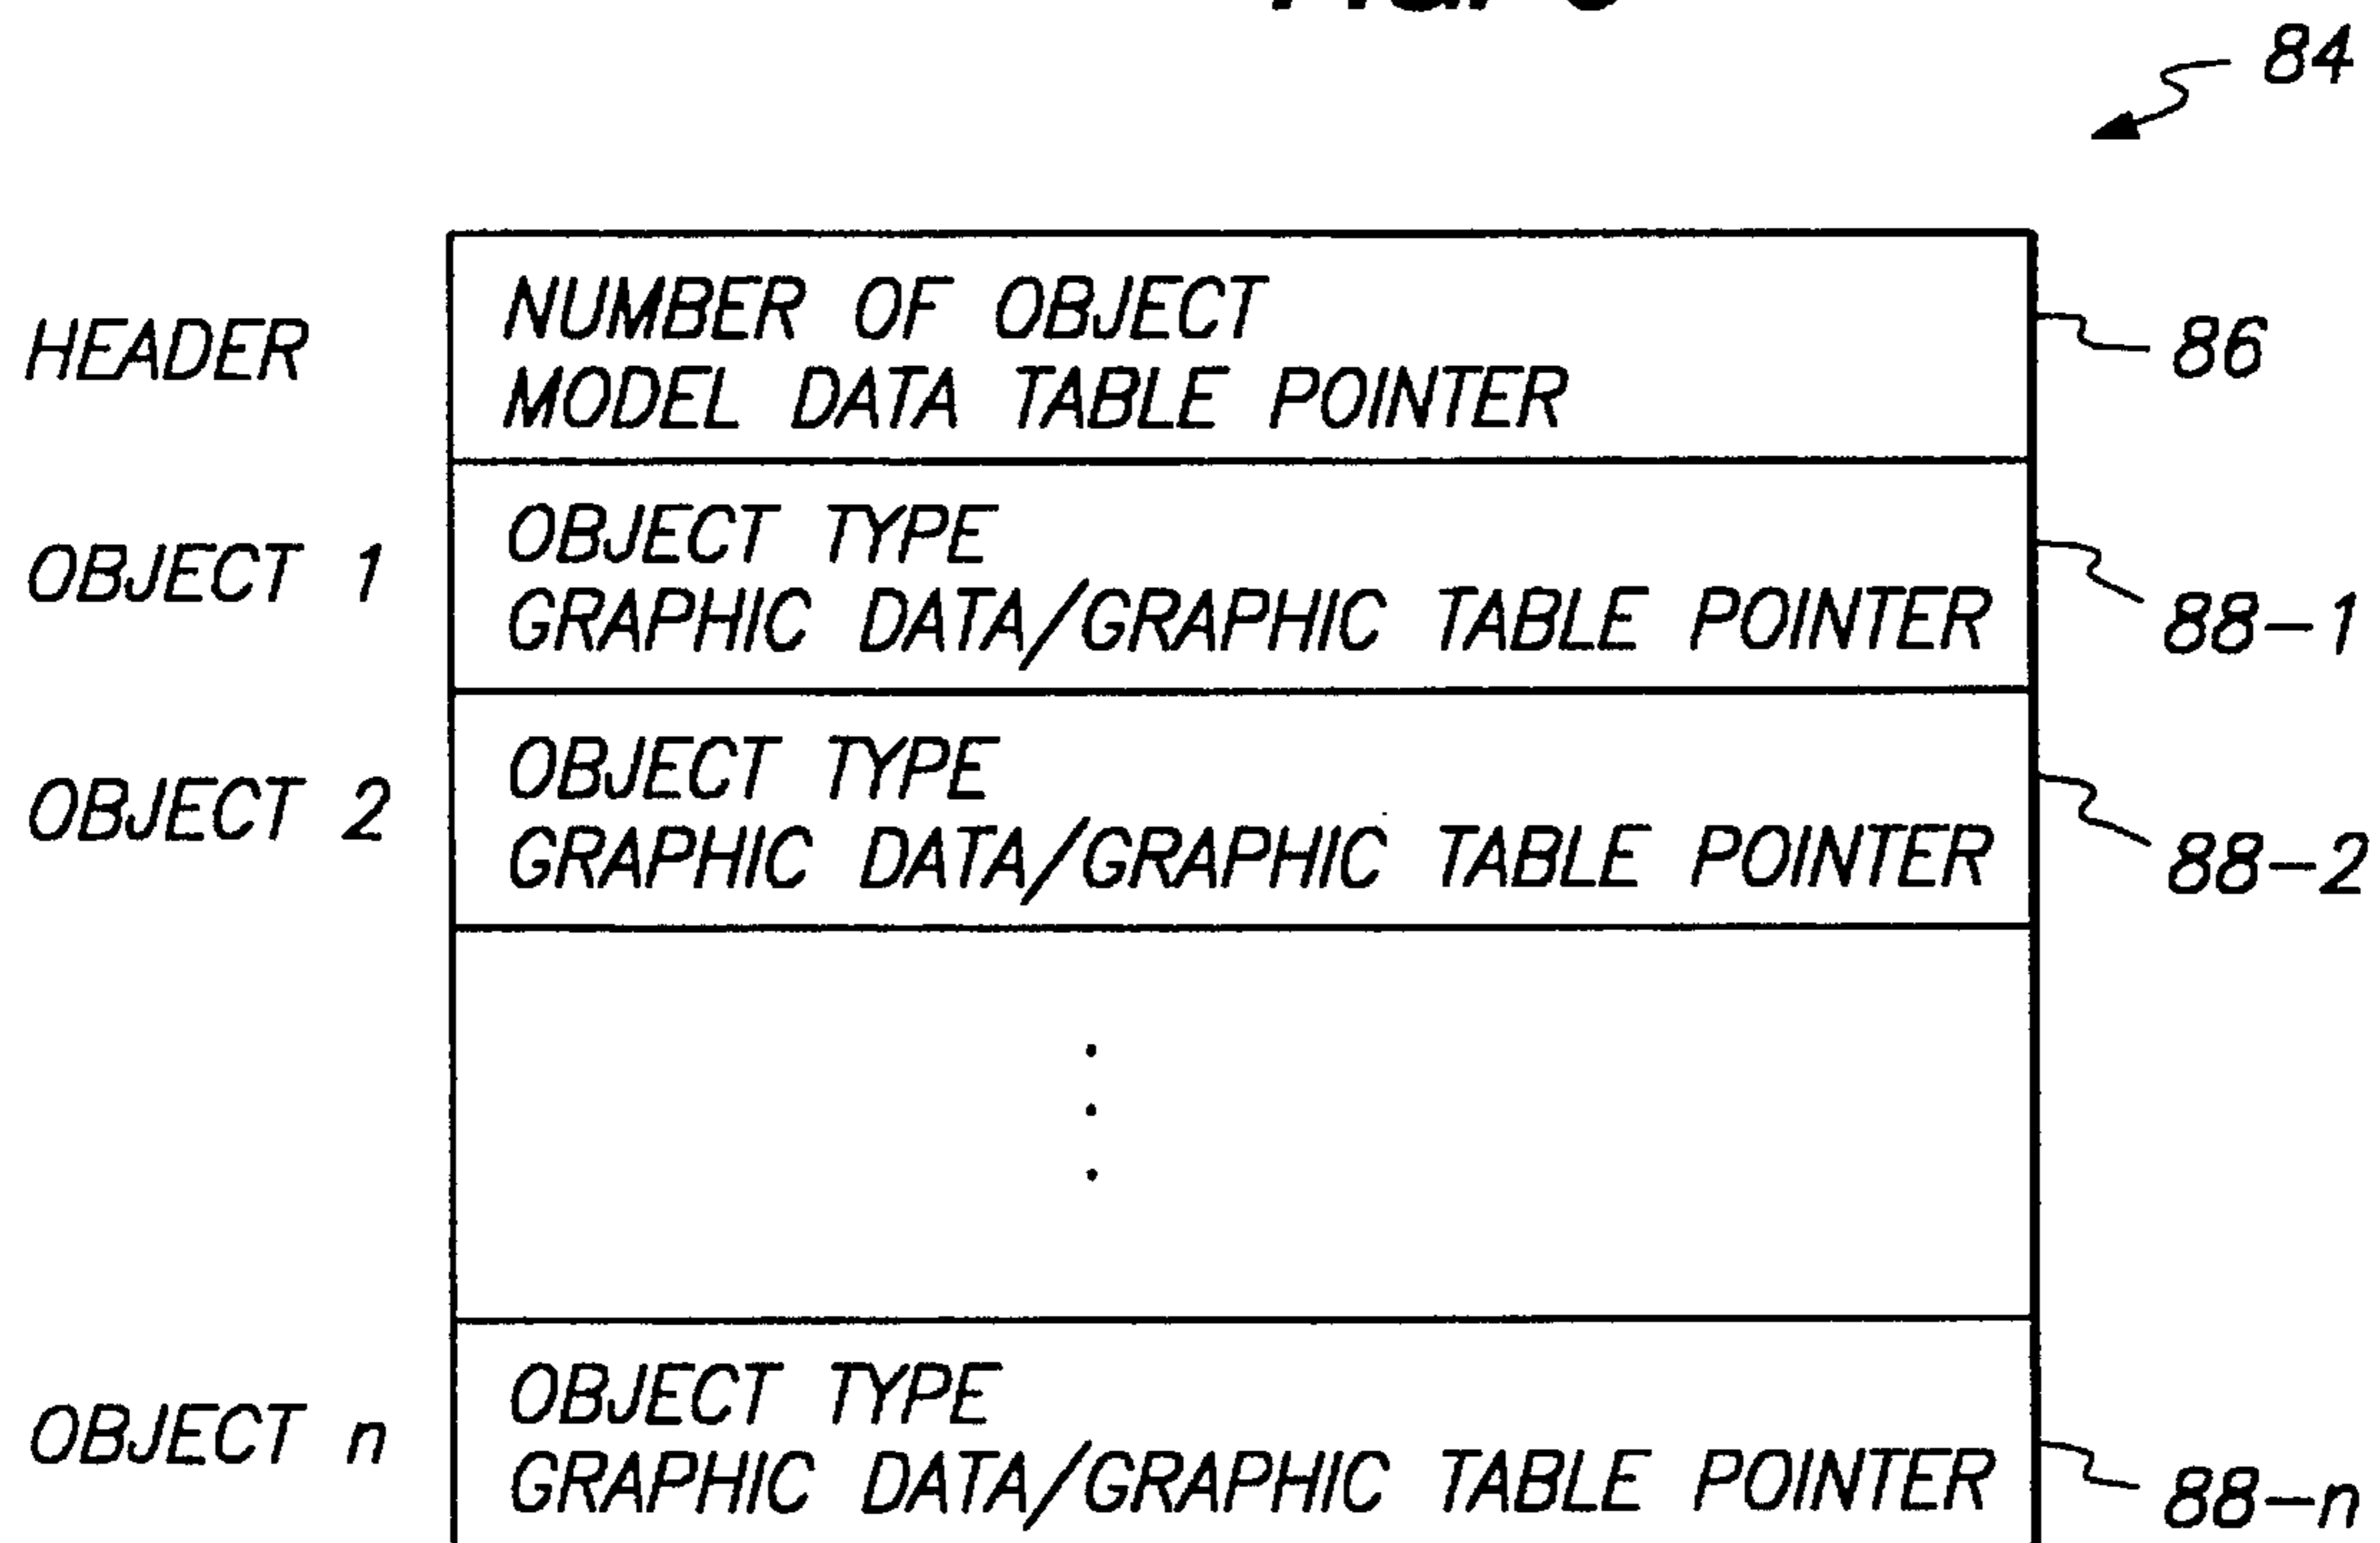 84
HEADER
NUMBER OF OBJECT
MODEL DATA TABLE POINTER
86
OBJECT 1
OBJECT TYPE
GRAPHIC DATA/GRAPHIC TABLE POINTER
88-1
OBJECT 2
OBJECT TYPE
GRAPHIC DATA/GRAPHIC TABLE POINTER
88-2
OBJECT n
OBJECT TYPE
GRAPHIC DATA/GRAPHIC TABLE POINTER
88-n